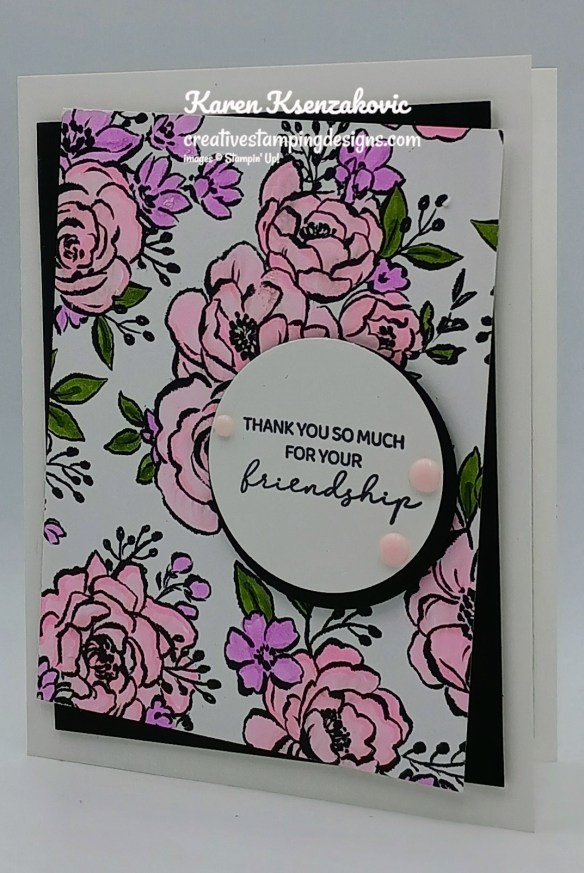 Karen Ksenzakovic
creativestampingdesigns.com
images © Stampin' Up!
THANK YOU SO MUCH
FOR YOUR
friendship